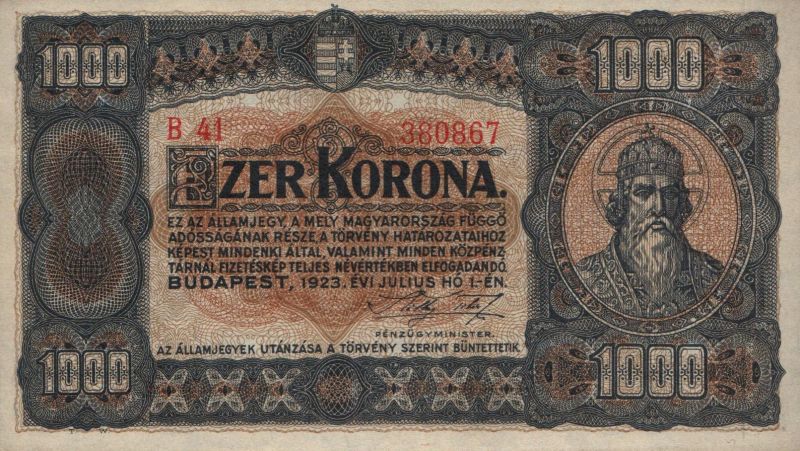 1000 1000
B 41 380867
EZER KORONA.
EZ AZ ÁLLAMJEGY, A MELY MAGYARORSZÁG FÜGGŐ
ADÓSSÁGÁNAK RÉSZE, A TÖRVÉNY HATÁROZATAIHOZ
KÉPEST MINDENKI ÁLTAL, VALAMINT MINDEN KÖZPÉNZ,
TÁRNÁL FIZETÉSKÉP TELJES NÉVÉRTÉKBEN ELFOGADANDÓ.
BUDAPEST, 1923. ÉVI JULIUS HÓ 1.-ÉN.
PÉNZÜGYMINISTER.
AZ ÁLLAMJEGYEK UTÁNZÁSA A TÖRVÉNY SZERINT BÜNTETTETIK.
1000 1000